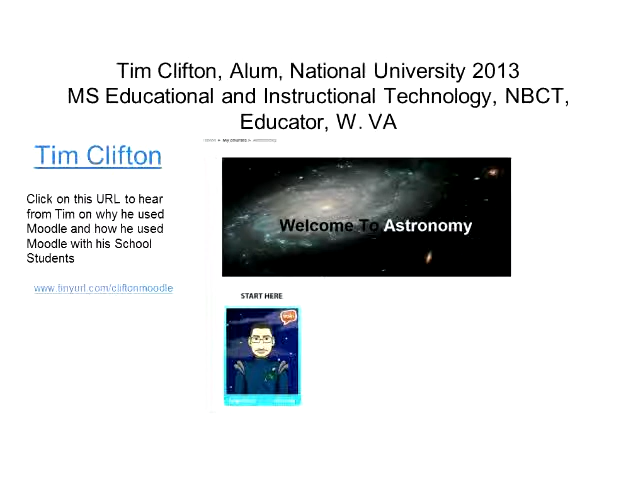 Tim Clifton, Alum, National University 2013
MS Educational and Instructional Technology, NBCT,
Educator, W. VA
Tim Clifton
Click on this URL to hear
from Tim on why he used
Moodle and how he used
Moodle with his School
Students
www.tinyurl.com/cliftonmoodle
My courses
Welcome To Astronomy
START HERE